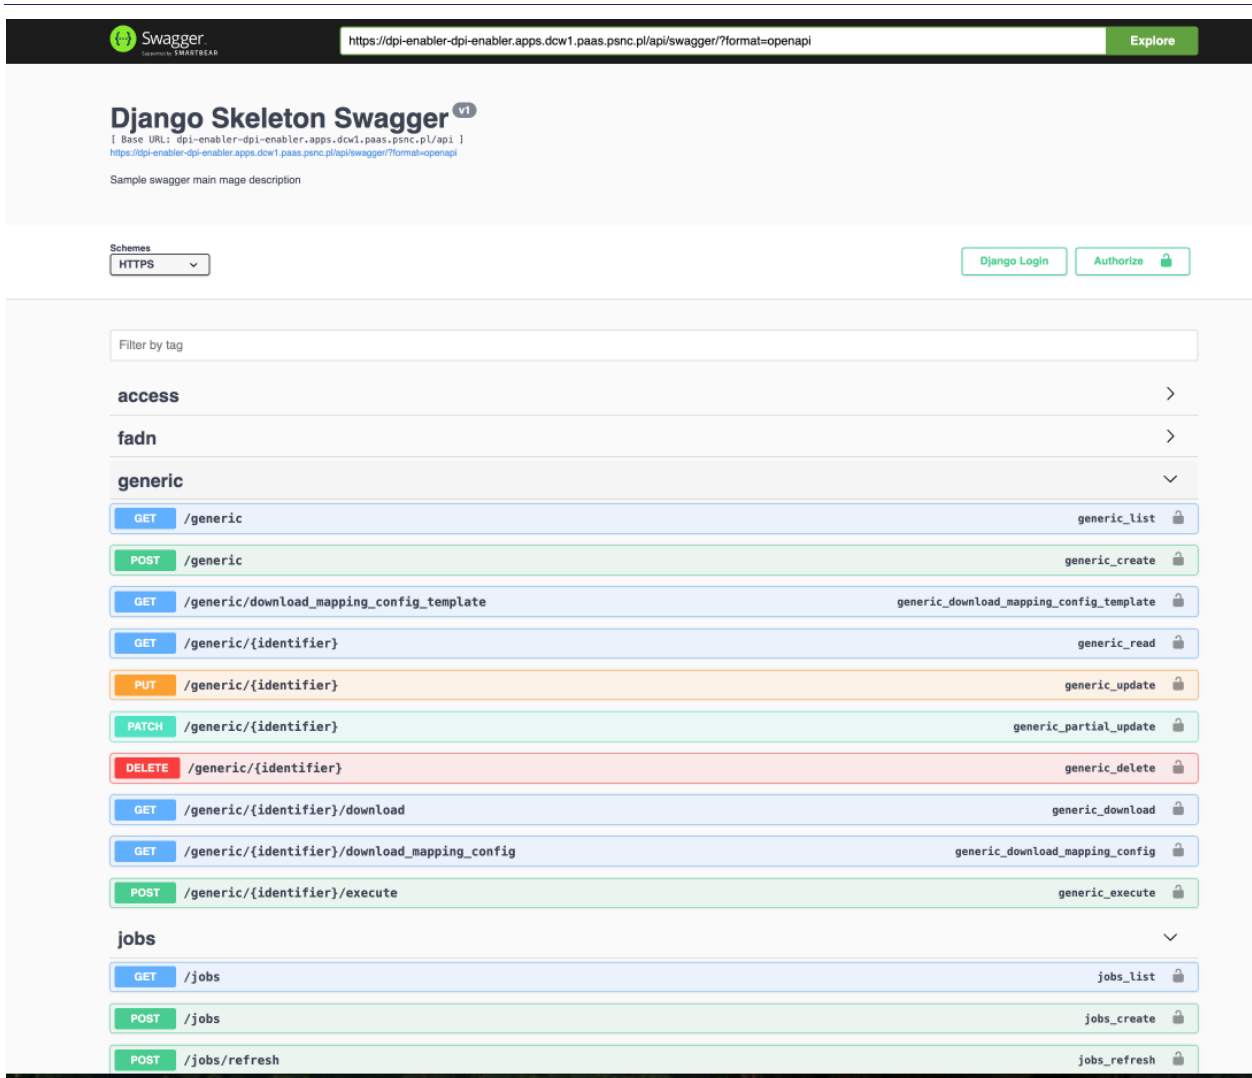 Swagger
Supported by SMARTBEAR
https://dpi-enabler-dpi-enabler.apps.dcw1.paas.psnc.pl/api/swagger/?format=openapi
Explore
Django Skeleton Swagger v1
[ Base URL: dpi-enabler-dpi-enabler.apps.dcw1.paas.psnc.pl/api ]
https://dpi-enabler-dpi-enabler.apps.dcw1.paas.psnc.pl/api/swagger/?format=openapi
Sample swagger main mage description
Schemes
HTTPS
Django Login
Authorize
Filter by tag
access
fadn
generic
GET /generic generic_list
POST /generic generic_create
GET /generic/download_mapping_config_template generic_download_mapping_config_template
GET /generic/{identifier} generic_read
PUT /generic/{identifier} generic_update
PATCH /generic/{identifier} generic_partial_update
DELETE /generic/{identifier} generic_delete
GET /generic/{identifier}/download generic_download
GET /generic/{identifier}/download_mapping_config generic_download_mapping_config
POST /generic/{identifier}/execute generic_execute
jobs
GET /jobs jobs_list
POST /jobs jobs_create
POST /jobs/refresh jobs_refresh